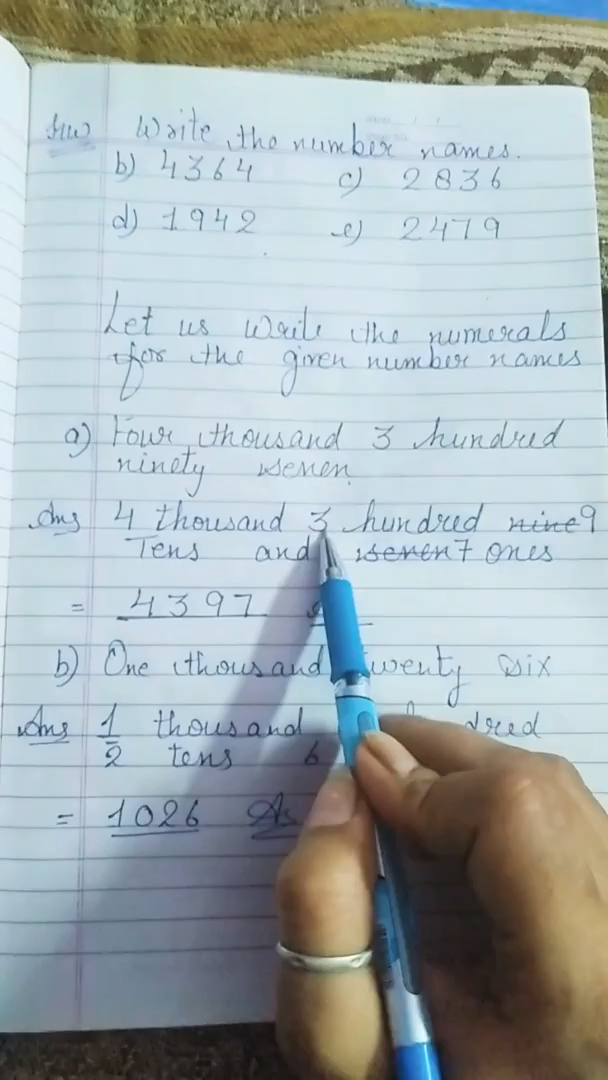 HW Write the number names.
b) 4364 c) 2836
d) 1942 e) 2479
Let us write the numerals
for the given number names
a) Four thousand 3 hundred
ninety seven.
Ans 4 thousand 3 hundred nine 9
Tens and seven 7 ones
= 4397
b) One thousand twenty six
Ans 1 thousand
2 tens 6
= 1026